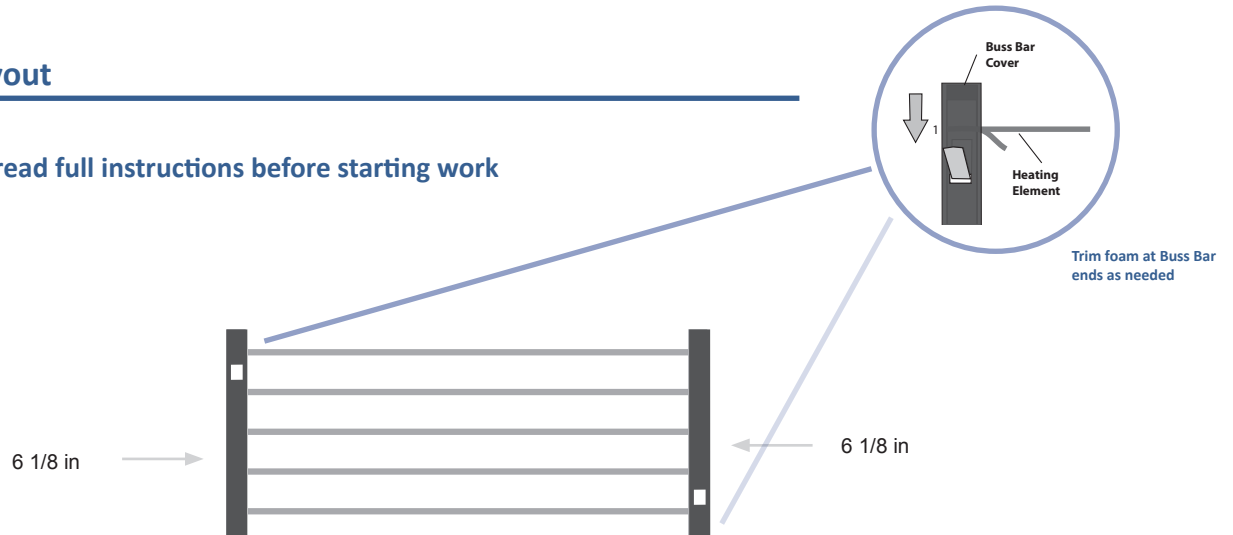 yout
read full instructions before starting work
Buss Bar
Cover
1
Heating
Element
Trim foam at Buss Bar
ends as needed
6 1/8 in
6 1/8 in